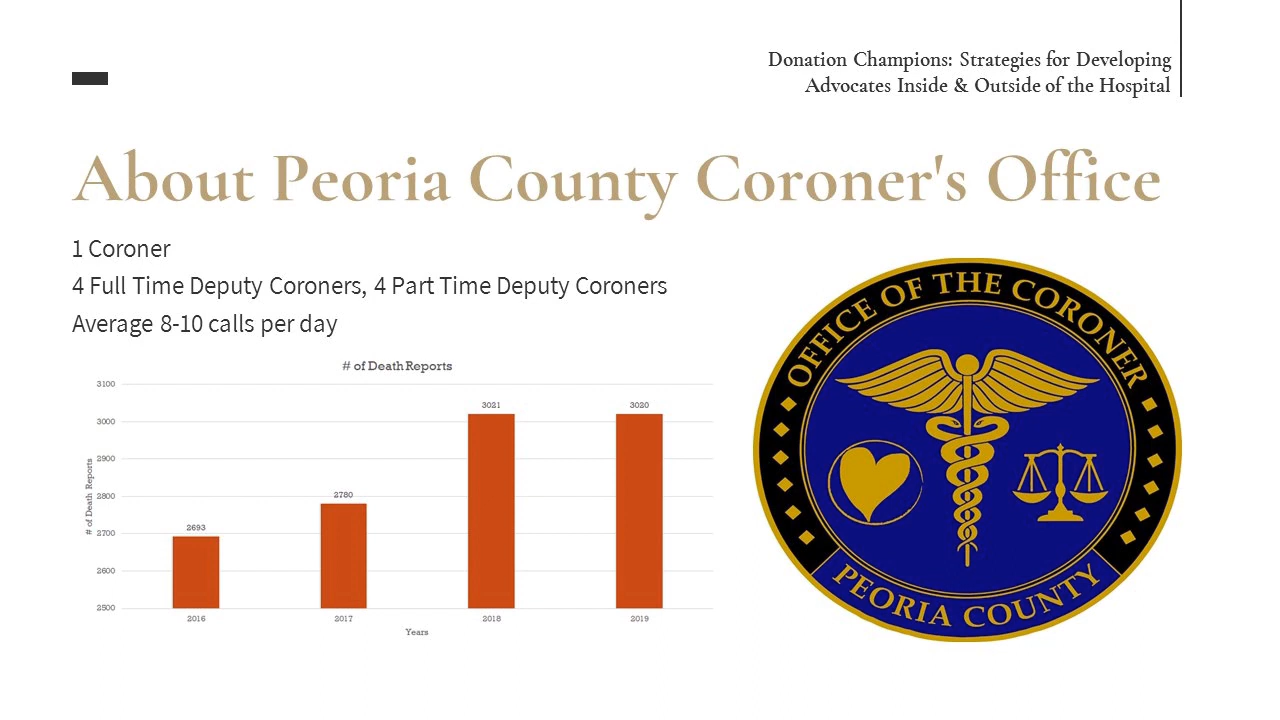 Donation Champions: Strategies for Developing
Advocates Inside & Outside of the Hospital
About Peoria County Coroner's Office
1 Coroner
4 Full Time Deputy Coroners, 4 Part Time Deputy Coroners
Average 8-10 calls per day
# of Death Reports
3100
3000
2900
2800
2700
2600
2500
# of Death Reports
2693
2780
3021
3020
2016
2017
2018
2019
Years
OFFICE OF THE CORONER
PEORIA COUNTY